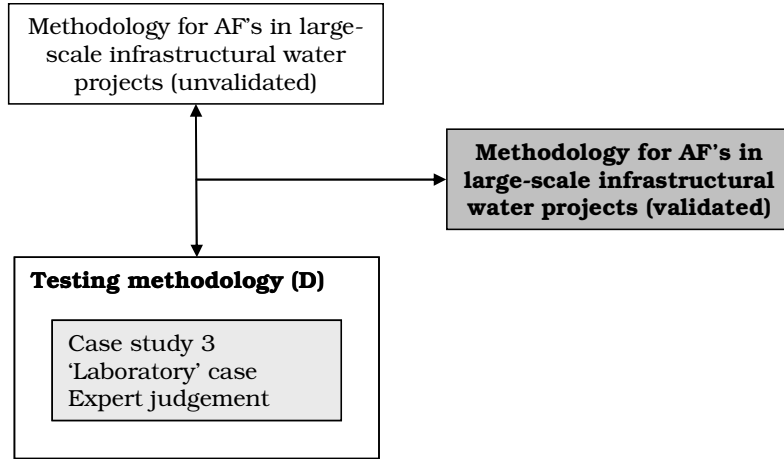 Methodology for AF's in large-
scale infrastructural water
projects (unvalidated)
Methodology for AF's in
large-scale infrastructural
water projects (validated)
Testing methodology (D)
Case study 3
‘Laboratory’ case
Expert judgement